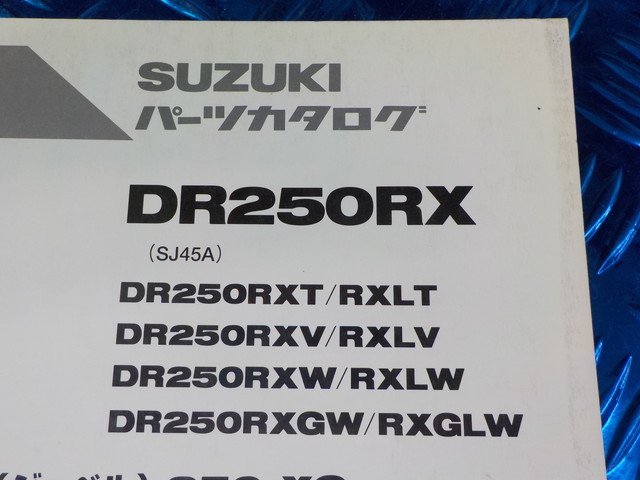 SUZUKI
パーツカタログ
DR250RX
(SJ45A)
DR250RXT/RXLT
DR250RXV/RXLV
DR250RXW/RXLW
DR250RXGW/RXGLW